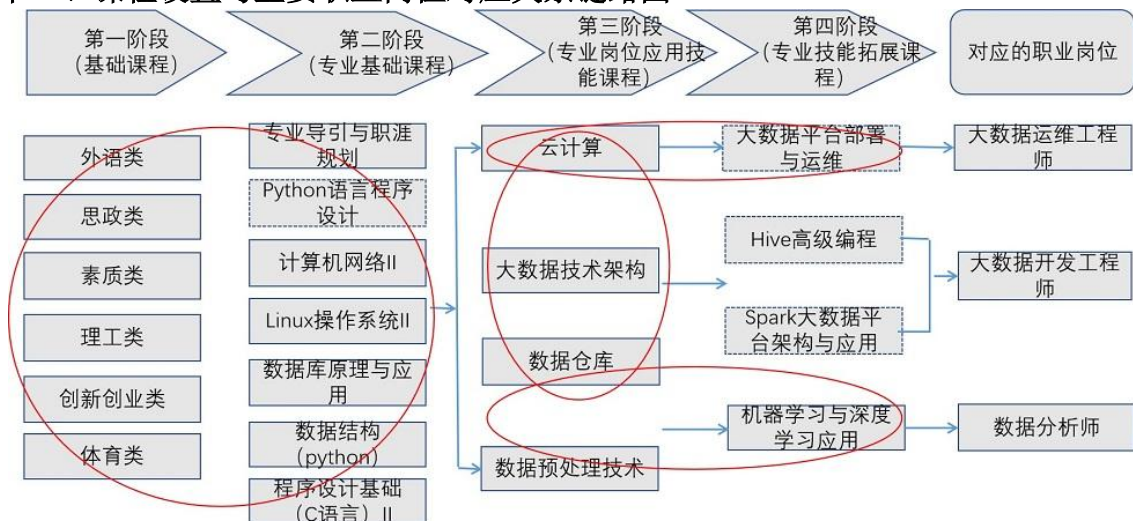 第一阶段
(基础课程)
第二阶段
(专业基础课程)
第三阶段
(专业岗位应用技
能课程)
第四阶段
(专业技能拓展课
程)
对应的职业岗位
外语类
思政类
素质类
理工类
创新创业类
体育类
专业导引与职涯
规划
Python语言程序
设计
计算机网络II
Linux操作系统II
数据库原理与应
用
数据结构
(python)
程序设计基础
(C语言) II
云计算
大数据技术架构
数据仓库
数据预处理技术
大数据平台部署
与运维
Hive高级编程
Spark大数据平
台架构与应用
机器学习与深度
学习应用
大数据运维工程
师
大数据开发工程
师
数据分析师